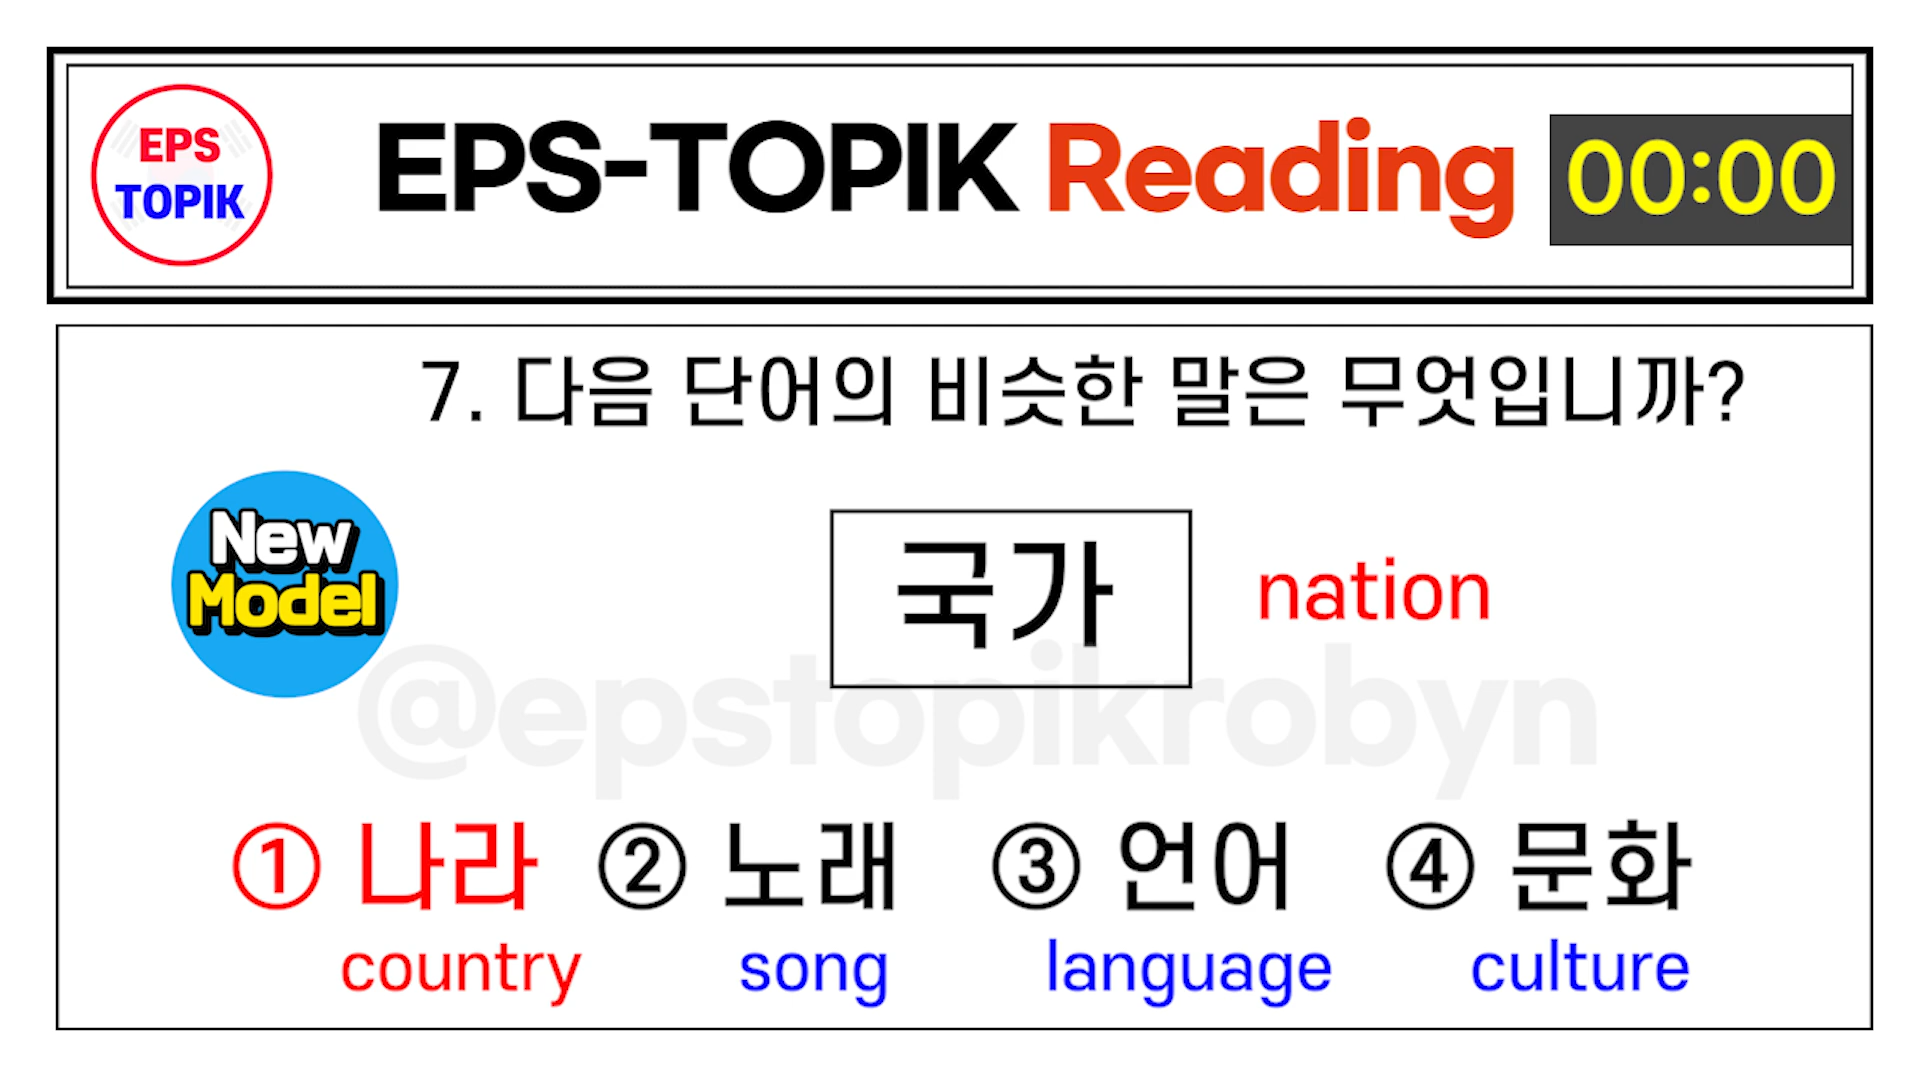 EPS
TOPIK
EPS-TOPIK Reading
00:00
7. 다음 단어의 비슷한 말은 무엇입니까?
New
Model
국가 nation
@epstopikrobyn
① 나라 ② 노래 ③ 언어 ④ 문화
country song language culture